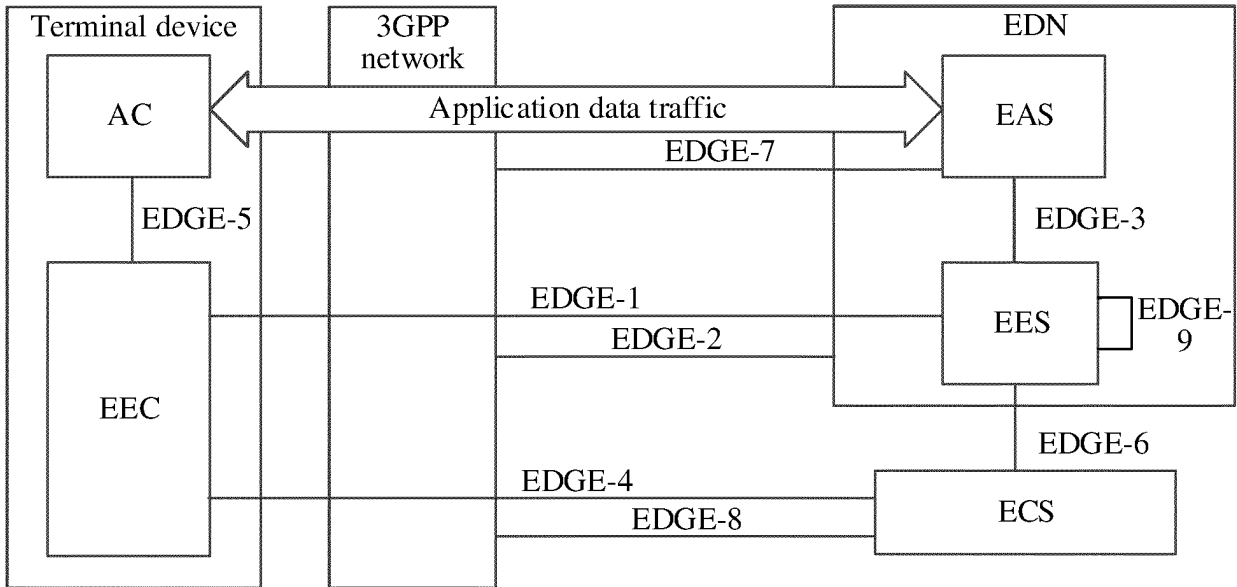 Terminal device
3GPP
network
EDN
AC
Application data traffic
EAS
EDGE-7
EDGE-5
EDGE-3
EDGE-1
EES
EDGE-
9
EDGE-2
EEC
EDGE-6
EDGE-4
ECS
EDGE-8